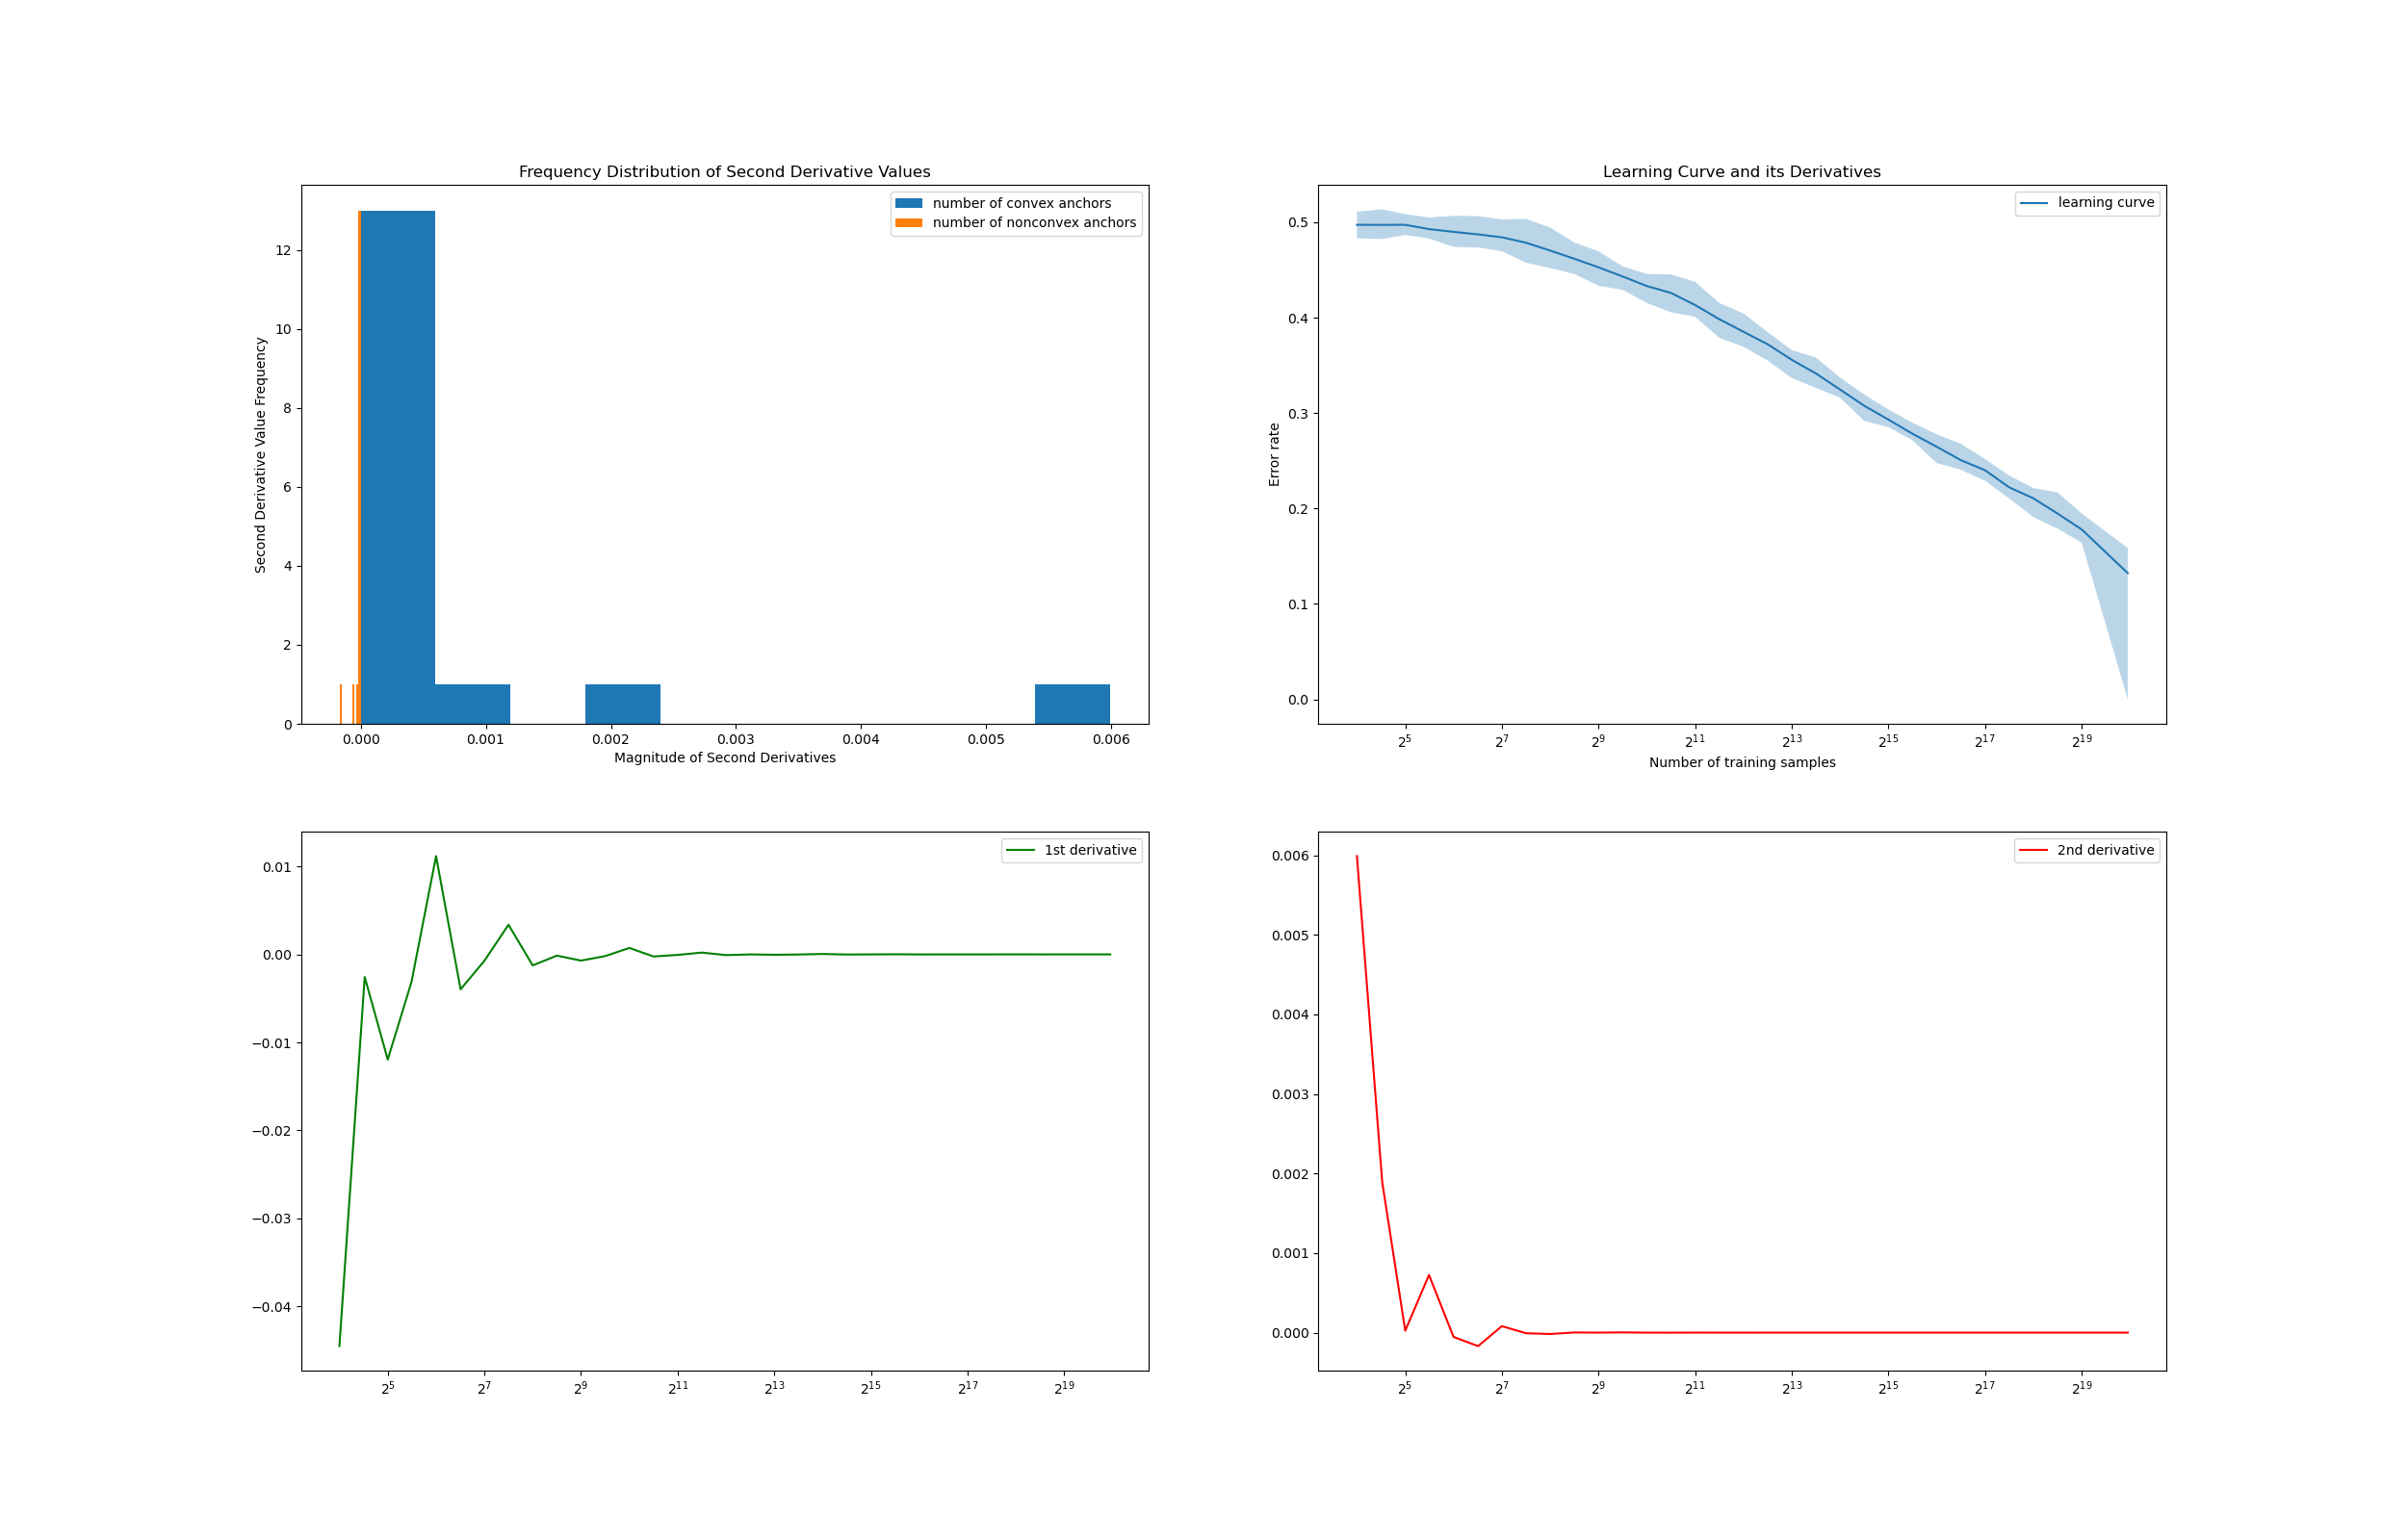 Frequency Distribution of Second Derivative Values
number of convex anchors
number of nonconvex anchors
Second Derivative Value Frequency
12
10
8
6
4
2
0
0.000 0.001 0.002 0.003 0.004 0.005 0.006
Magnitude of Second Derivatives
Learning Curve and its Derivatives
learning curve
Error rate
0.5
0.4
0.3
0.2
0.1
0.0
2^5 2^7 2^9 2^11 2^13 2^15 2^17 2^19
Number of training samples
1st derivative
0.01
0.00
−0.01
−0.02
−0.03
−0.04
2^5 2^7 2^9 2^11 2^13 2^15 2^17 2^19
2nd derivative
0.006
0.005
0.004
0.003
0.002
0.001
0.000
2^5 2^7 2^9 2^11 2^13 2^15 2^17 2^19